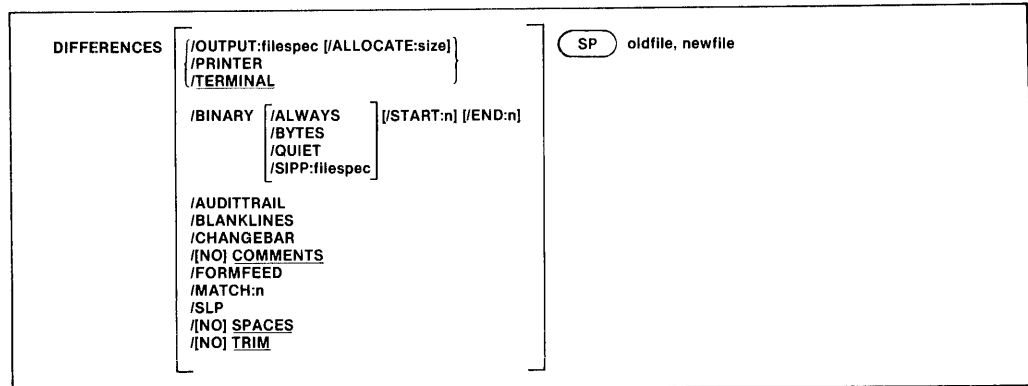 DIFFERENCES /OUTPUT:filespec [/ALLOCATE:size] SP oldfile, newfile
/PRINTER
/TERMINAL
/BINARY /ALWAYS [/START:n] [/END:n]
/BYTES
/QUIET
/SIPP:filespec
/AUDITTRAIL
/BLANKLINES
/CHANGEBAR
/[NO] COMMENTS
/FORMFEED
/MATCH:n
/SLP
/[NO] SPACES
/[NO] TRIM